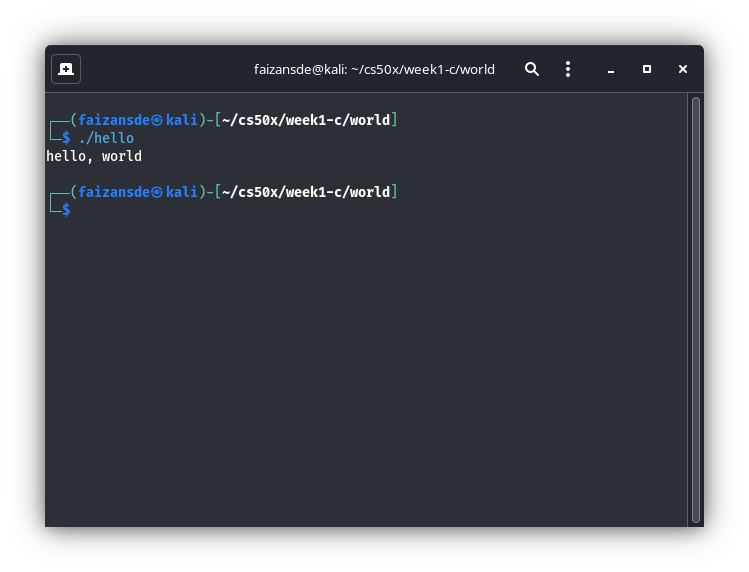 faizansde@kali: ~/cs50x/week1-c/world
┌──(faizansde㉿kali)-[~/cs50x/week1-c/world]
└─$ ./hello
hello, world
┌──(faizansde㉿kali)-[~/cs50x/week1-c/world]
└─$